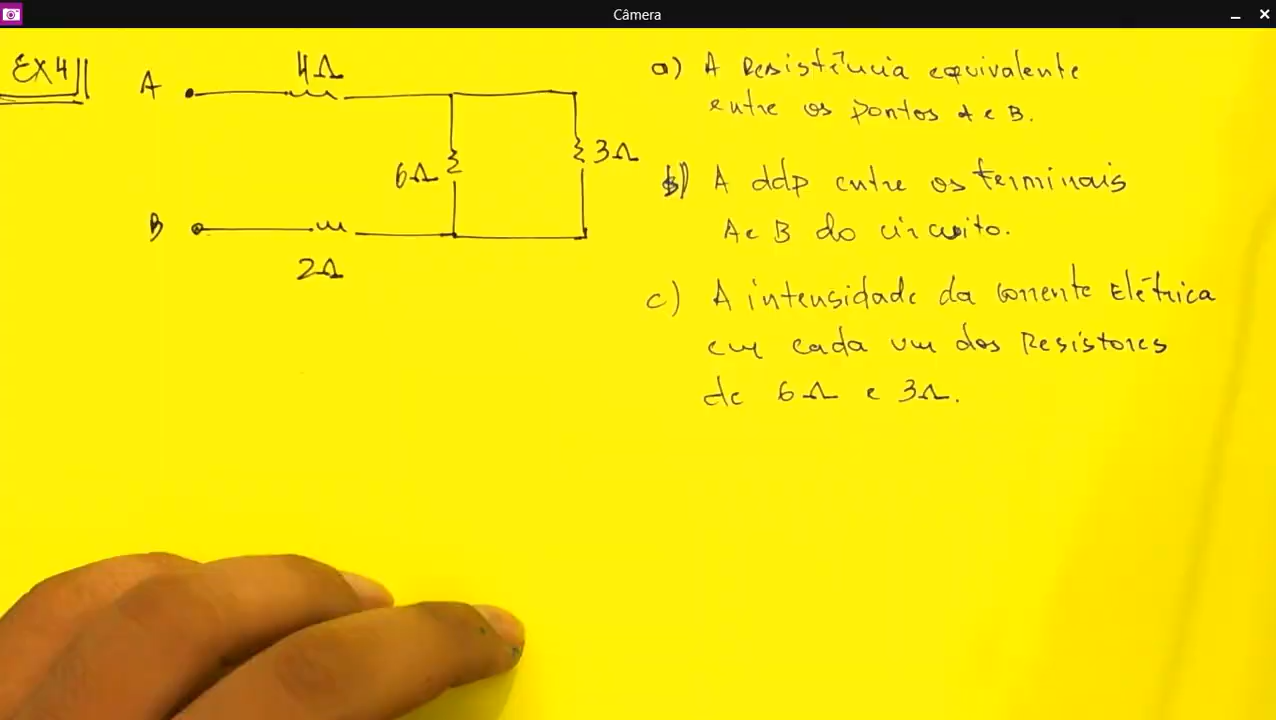 Câmera
EX4
A
4Ω
6Ω
3Ω
B
2Ω
a) A Resistência equivalente
entre os pontos A e B.
b) A ddp entre os terminais
A e B do circuito.
c) A intensidade da corrente Elétrica
em cada um dos Resistores
de 6Ω e 3Ω.